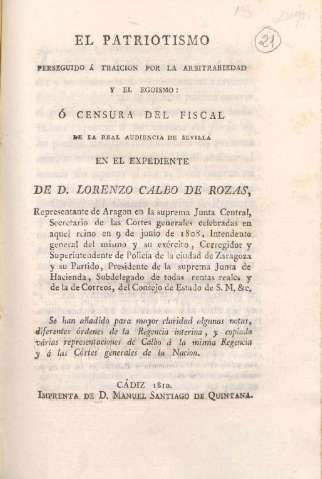 21
EL PATRIOTISMO
PERSEGUIDO Á TRAICION POR LA ARBITRARIEDAD
Y EL EGOISMO:
Ó CENSURA DEL FISCAL
DE LA REAL AUDIENCIA DE SEVILLA
EN EL EXPEDIENTE
DE D. LORENZO CALBO DE ROZAS,
Representante de Aragon en la suprema Junta Central,
Secretario de las Cortes generales celebradas en
aquel reino en 9 de junio de 1808, Intendente
general del mismo y su exército, Corregidor y
Superintendente de Policía de la ciudad de Zaragoza
y su Partido, Presidente de la suprema Junta de
Hacienda, Subdelegado de todas rentas reales y
de la de Correos, del Consejo de Estado de S. M. &c.
Se han añadido para mayor claridad algunas notas,
diferentes órdenes de la Regencia interina, y copiado
várias representaciones de Calbo á la misma Regencia
y á las Córtes generales de la Nacion.
CÁDIZ 1810.
IMPRENTA DE D. MANUEL SANTIAGO DE QUINTANA.